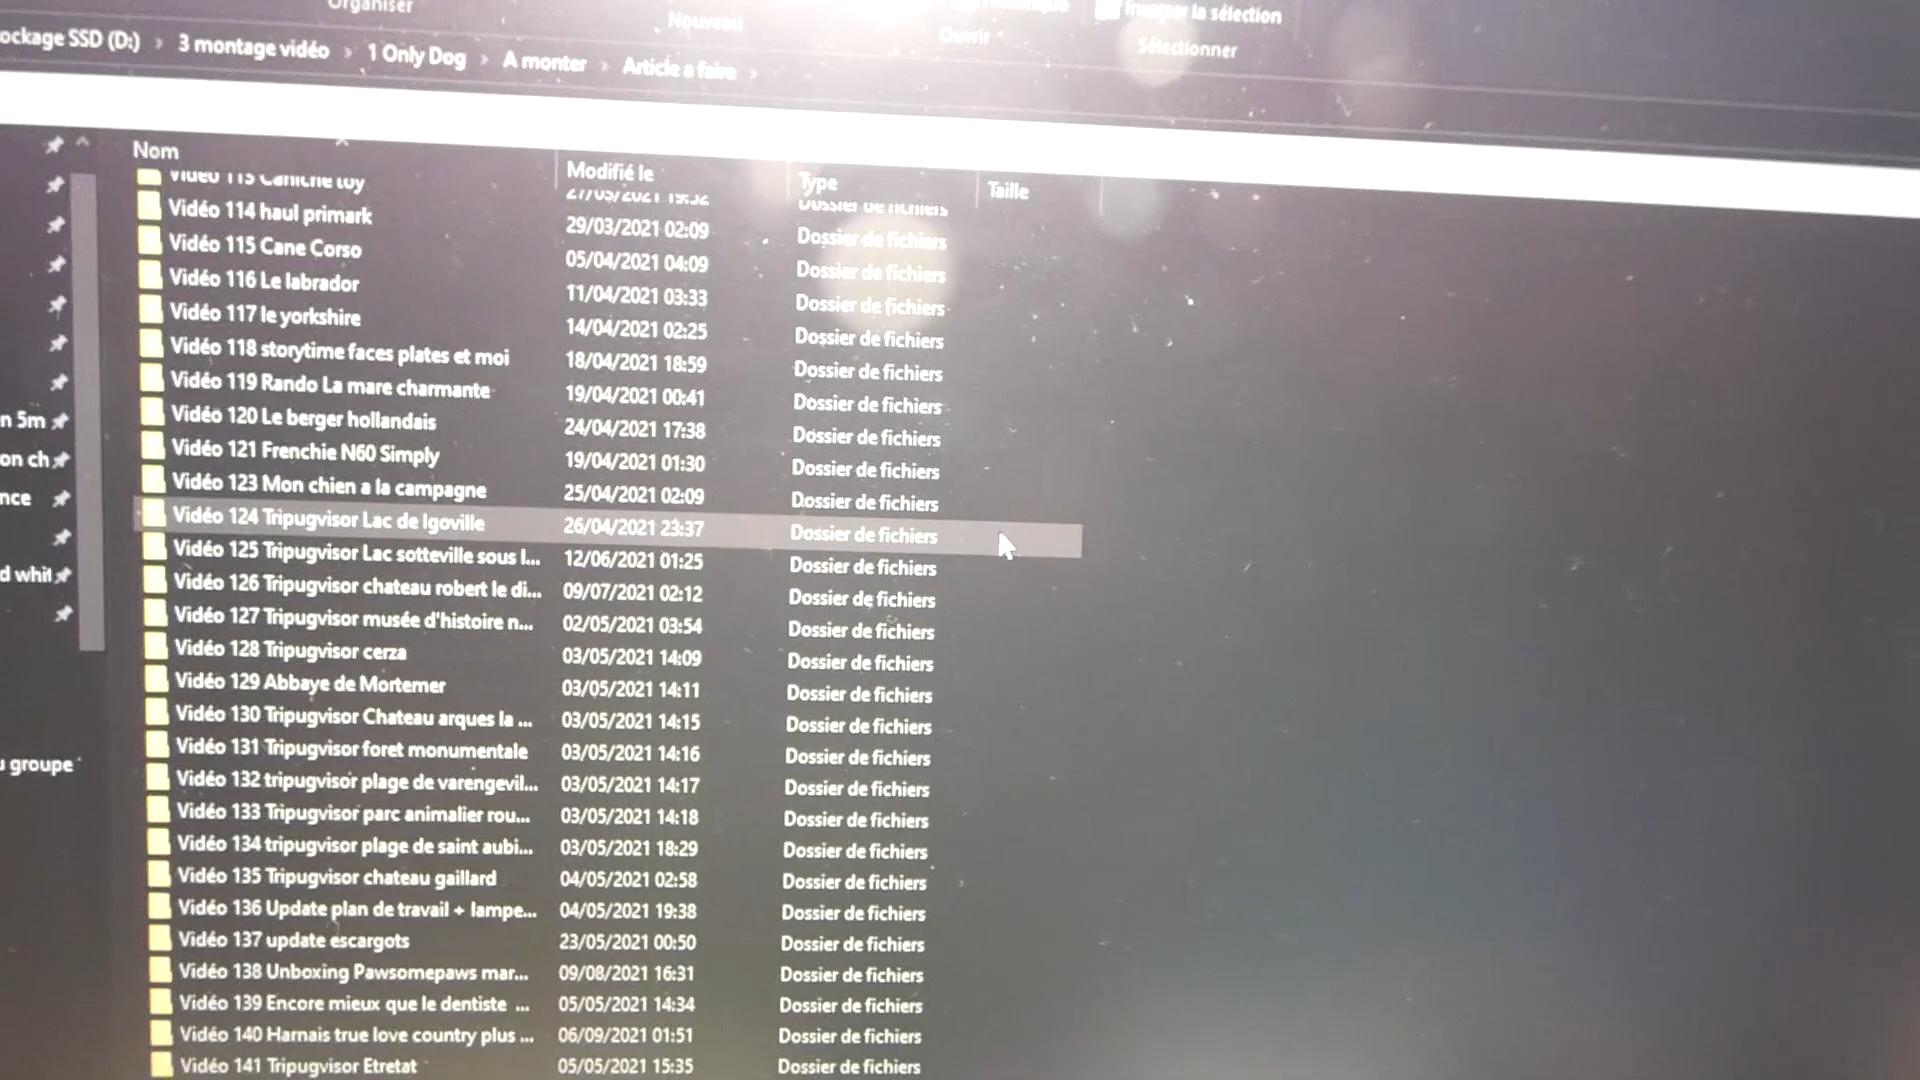 Organiser
Nouveau
Ouvrir
Inverser la sélection
Sélectionner
ockage SSD (D:) › 3 montage vidéo › 1 Only Dog › A monter › Article a faire ›
Nom Modifié le Type Taille
Vidéo 113 Caniche toy 27/03/2021 19:32 Dossier de fichiers
Vidéo 114 haul primark 29/03/2021 02:09 Dossier de fichiers
Vidéo 115 Cane Corso 05/04/2021 04:09 Dossier de fichiers
Vidéo 116 Le labrador 11/04/2021 03:33 Dossier de fichiers
Vidéo 117 le yorkshire 14/04/2021 02:25 Dossier de fichiers
Vidéo 118 storytime faces plates et moi 18/04/2021 18:59 Dossier de fichiers
Vidéo 119 Rando La mare charmante 19/04/2021 00:41 Dossier de fichiers
Vidéo 120 Le berger hollandais 24/04/2021 17:38 Dossier de fichiers
Vidéo 121 Frenchie N60 Simply 19/04/2021 01:30 Dossier de fichiers
Vidéo 123 Mon chien a la campagne 25/04/2021 02:09 Dossier de fichiers
Vidéo 124 Tripugvisor Lac de Igoville 26/04/2021 23:37 Dossier de fichiers
Vidéo 125 Tripugvisor Lac sotteville sous l... 12/06/2021 01:25 Dossier de fichiers
Vidéo 126 Tripugvisor chateau robert le di... 09/07/2021 02:12 Dossier de fichiers
Vidéo 127 Tripugvisor musée d'histoire n... 02/05/2021 03:54 Dossier de fichiers
Vidéo 128 Tripugvisor cerza 03/05/2021 14:09 Dossier de fichiers
Vidéo 129 Abbaye de Mortemer 03/05/2021 14:11 Dossier de fichiers
Vidéo 130 Tripugvisor Chateau arques la ... 03/05/2021 14:15 Dossier de fichiers
Vidéo 131 Tripugvisor foret monumentale 03/05/2021 14:16 Dossier de fichiers
Vidéo 132 tripugvisor plage de varengevil... 03/05/2021 14:17 Dossier de fichiers
Vidéo 133 Tripugvisor parc animalier rou... 03/05/2021 14:18 Dossier de fichiers
Vidéo 134 tripugvisor plage de saint aubi... 03/05/2021 18:29 Dossier de fichiers
Vidéo 135 Tripugvisor chateau gaillard 04/05/2021 02:58 Dossier de fichiers
Vidéo 136 Update plan de travail + lampe... 04/05/2021 19:38 Dossier de fichiers
Vidéo 137 update escargots 23/05/2021 00:50 Dossier de fichiers
Vidéo 138 Unboxing Pawsomepaws mar... 09/08/2021 16:31 Dossier de fichiers
Vidéo 139 Encore mieux que le dentiste ... 05/05/2021 14:34 Dossier de fichiers
Vidéo 140 Harnais true love country plus ... 06/09/2021 01:51 Dossier de fichiers
Vidéo 141 Tripugvisor Etretat 05/05/2021 15:35 Dossier de fichiers
n 5m
on ch
nce
d whit
u groupe